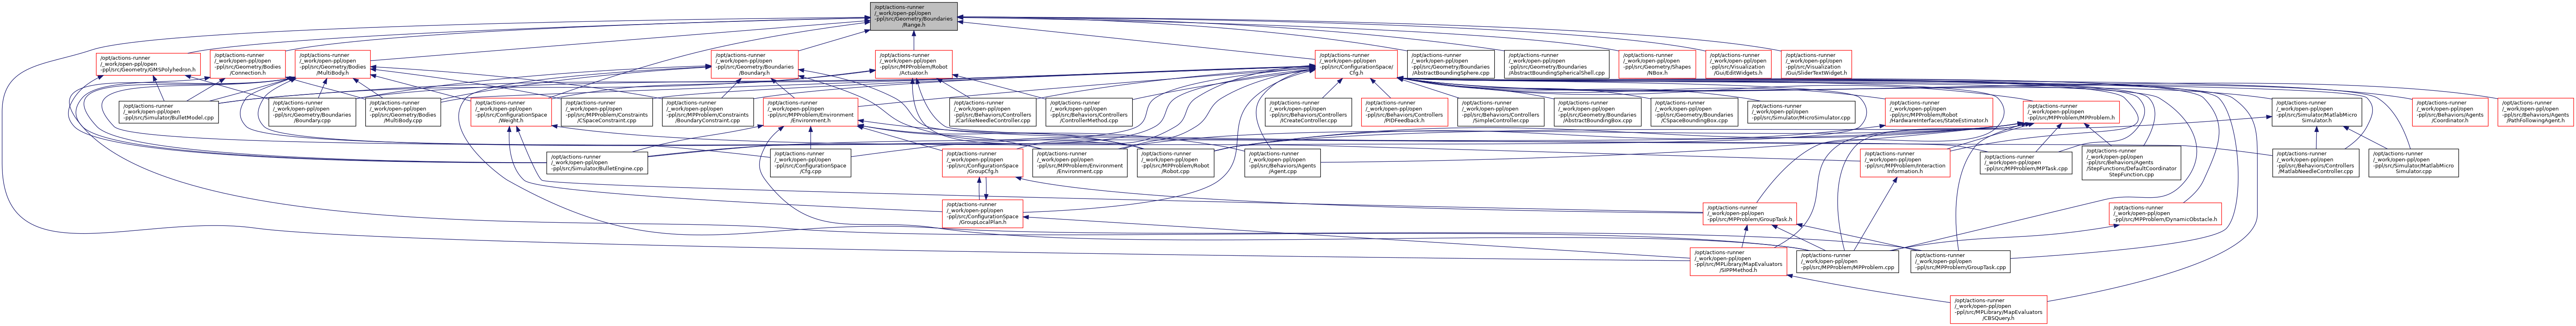 /opt/actions-runner
/_work/open-ppl/open
-ppl/src/Geometry/Boundaries
/Range.h
/opt/actions-runner
/_work/open-ppl/open
-ppl/src/Geometry/GMSPolyhedron.h
/opt/actions-runner
/_work/open-ppl/open
-ppl/src/Geometry/Bodies
/Connection.h
/opt/actions-runner
/_work/open-ppl/open
-ppl/src/Geometry/Bodies
/MultiBody.h
/opt/actions-runner
/_work/open-ppl/open
-ppl/src/Geometry/Boundaries
/Boundary.h
/opt/actions-runner
/_work/open-ppl/open
-ppl/src/MPProblem/Robot
/Actuator.h
/opt/actions-runner
/_work/open-ppl/open
-ppl/src/ConfigurationSpace/
Cfg.h
/opt/actions-runner
/_work/open-ppl/open
-ppl/src/Geometry/Boundaries
/AbstractBoundingSphere.cpp
/opt/actions-runner
/_work/open-ppl/open
-ppl/src/Geometry/Boundaries
/AbstractBoundingSphericalShell.cpp
/opt/actions-runner
/_work/open-ppl/open
-ppl/src/Geometry/Shapes
/NBox.h
/opt/actions-runner
/_work/open-ppl/open
-ppl/src/Visualization
/Gui/EditWidgets.h
/opt/actions-runner
/_work/open-ppl/open
-ppl/src/Visualization
/Gui/SliderTextWidget.h
/opt/actions-runner
/_work/open-ppl/open
-ppl/src/Simulator/BulletModel.cpp
/opt/actions-runner
/_work/open-ppl/open
-ppl/src/Geometry/Boundaries
/Boundary.cpp
/opt/actions-runner
/_work/open-ppl/open
-ppl/src/Geometry/Bodies
/MultiBody.cpp
/opt/actions-runner
/_work/open-ppl/open
-ppl/src/ConfigurationSpace
/Weight.h
/opt/actions-runner
/_work/open-ppl/open
-ppl/src/MPProblem/Constraints
/CSpaceConstraint.cpp
/opt/actions-runner
/_work/open-ppl/open
-ppl/src/MPProblem/Constraints
/BoundaryConstraint.cpp
/opt/actions-runner
/_work/open-ppl/open
-ppl/src/MPProblem/Environment
/Environment.h
/opt/actions-runner
/_work/open-ppl/open
-ppl/src/Behaviors/Controllers
/CarlikeNeedleController.cpp
/opt/actions-runner
/_work/open-ppl/open
-ppl/src/Behaviors/Controllers
/ControllerMethod.cpp
/opt/actions-runner
/_work/open-ppl/open
-ppl/src/Behaviors/Controllers
/CreateController.cpp
/opt/actions-runner
/_work/open-ppl/open
-ppl/src/Behaviors/Controllers
/PIDFeedback.h
/opt/actions-runner
/_work/open-ppl/open
-ppl/src/Behaviors/Controllers
/SimpleController.cpp
/opt/actions-runner
/_work/open-ppl/open
-ppl/src/Geometry/Boundaries
/AbstractBoundingBox.cpp
/opt/actions-runner
/_work/open-ppl/open
-ppl/src/Geometry/Boundaries
/CSpaceBoundingBox.cpp
/opt/actions-runner
/_work/open-ppl/open
-ppl/src/Simulator/MicroSimulator.cpp
/opt/actions-runner
/_work/open-ppl/open
-ppl/src/MPProblem/Robot
/HardwareInterfaces/StateEstimator.h
/opt/actions-runner
/_work/open-ppl/open
-ppl/src/MPProblem/MPProblem.h
/opt/actions-runner
/_work/open-ppl/open
-ppl/src/Simulator/MatlabMicro
Simulator.h
/opt/actions-runner
/_work/open-ppl/open
-ppl/src/Behaviors/Agents
/Coordinator.h
/opt/actions-runner
/_work/open-ppl/open
-ppl/src/Behaviors/Agents
/PathFollowingAgent.h
/opt/actions-runner
/_work/open-ppl/open
-ppl/src/Simulator/BulletEngine.cpp
/opt/actions-runner
/_work/open-ppl/open
-ppl/src/ConfigurationSpace
/Cfg.cpp
/opt/actions-runner
/_work/open-ppl/open
-ppl/src/ConfigurationSpace
/GroupCfg.h
/opt/actions-runner
/_work/open-ppl/open
-ppl/src/MPProblem/Environment
/Environment.cpp
/opt/actions-runner
/_work/open-ppl/open
-ppl/src/MPProblem/Robot
/Robot.cpp
/opt/actions-runner
/_work/open-ppl/open
-ppl/src/Behaviors/Agents
/Agent.cpp
/opt/actions-runner
/_work/open-ppl/open
-ppl/src/MPProblem/Interaction
Information.h
/opt/actions-runner
/_work/open-ppl/open
-ppl/src/MPProblem/MPTask.cpp
/opt/actions-runner
/_work/open-ppl/open
-ppl/src/Behaviors/Agents
/StepFunctions/DefaultCoordinator
StepFunction.cpp
/opt/actions-runner
/_work/open-ppl/open
-ppl/src/Behaviors/Controllers
/MatlabNeedleController.cpp
/opt/actions-runner
/_work/open-ppl/open
-ppl/src/Simulator/MatlabMicro
Simulator.cpp
/opt/actions-runner
/_work/open-ppl/open
-ppl/src/ConfigurationSpace
/GroupLocalPlan.h
/opt/actions-runner
/_work/open-ppl/open
-ppl/src/MPProblem/GroupTask.h
/opt/actions-runner
/_work/open-ppl/open
-ppl/src/MPProblem/DynamicObstacle.h
/opt/actions-runner
/_work/open-ppl/open
-ppl/src/MPLibrary/MapEvaluators
/SIPPMethod.h
/opt/actions-runner
/_work/open-ppl/open
-ppl/src/MPProblem/MPProblem.cpp
/opt/actions-runner
/_work/open-ppl/open
-ppl/src/MPProblem/GroupTask.cpp
/opt/actions-runner
/_work/open-ppl/open
-ppl/src/MPLibrary/MapEvaluators
/CBSQuery.h